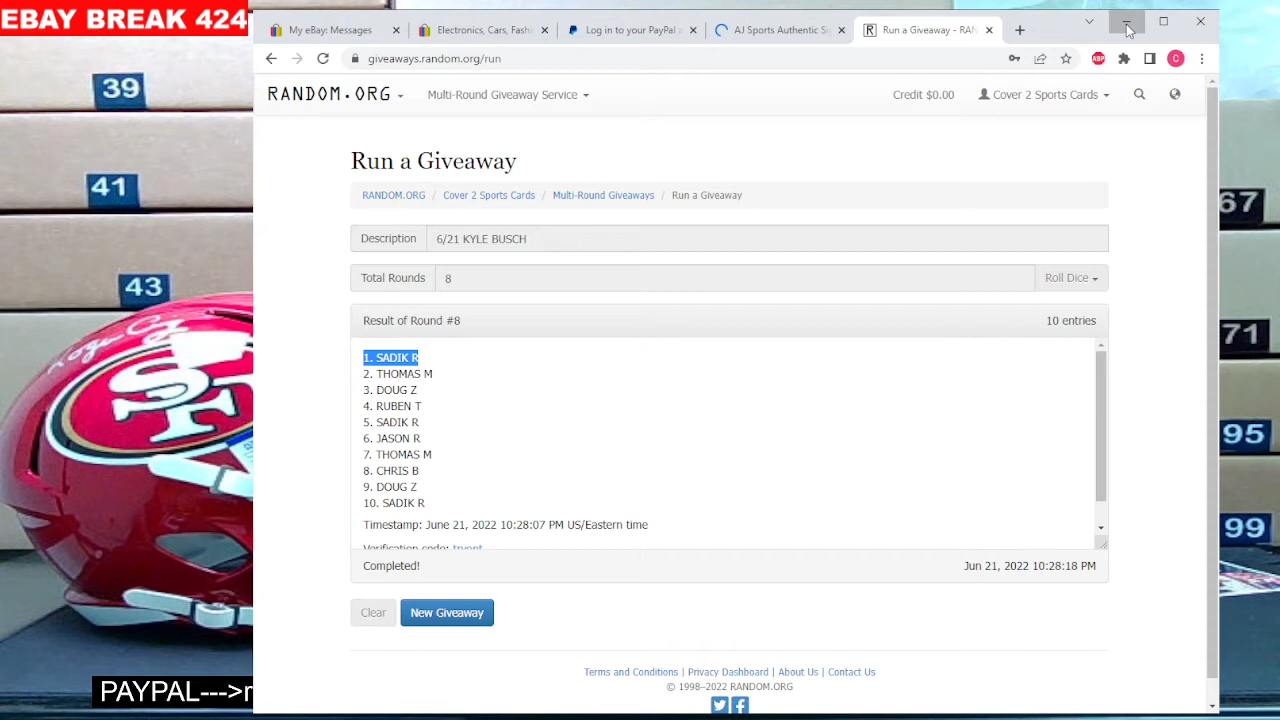 EBAY BREAK 424
39
41
43
67
71
95
99
SF
PAYPAL--->
My eBay: Messages
Electronics, Cars, Fash
Log in to your PayPal
AJ Sports Authentic S
Run a Giveaway - RAN
giveaways.random.org/run
ABP
C
RANDOM.ORG
Multi-Round Giveaway Service
Credit $0.00
Cover 2 Sports Cards
Run a Giveaway
RANDOM.ORG / Cover 2 Sports Cards / Multi-Round Giveaways / Run a Giveaway
Description 6/21 KYLE BUSCH
Total Rounds 8 Roll Dice
Result of Round #8 10 entries
1. SADIK R
2. THOMAS M
3. DOUG Z
4. RUBEN T
5. SADIK R
6. JASON R
7. THOMAS M
8. CHRIS B
9. DOUG Z
10. SADIK R
Timestamp: June 21, 2022 US/Eastern time
Verification code:
Completed! Jun 21, 2022 10:28:18 PM
Clear New Giveaway
Terms and Conditions | Privacy Dashboard | About Us | Contact Us
© 1998–2022 RANDOM.ORG